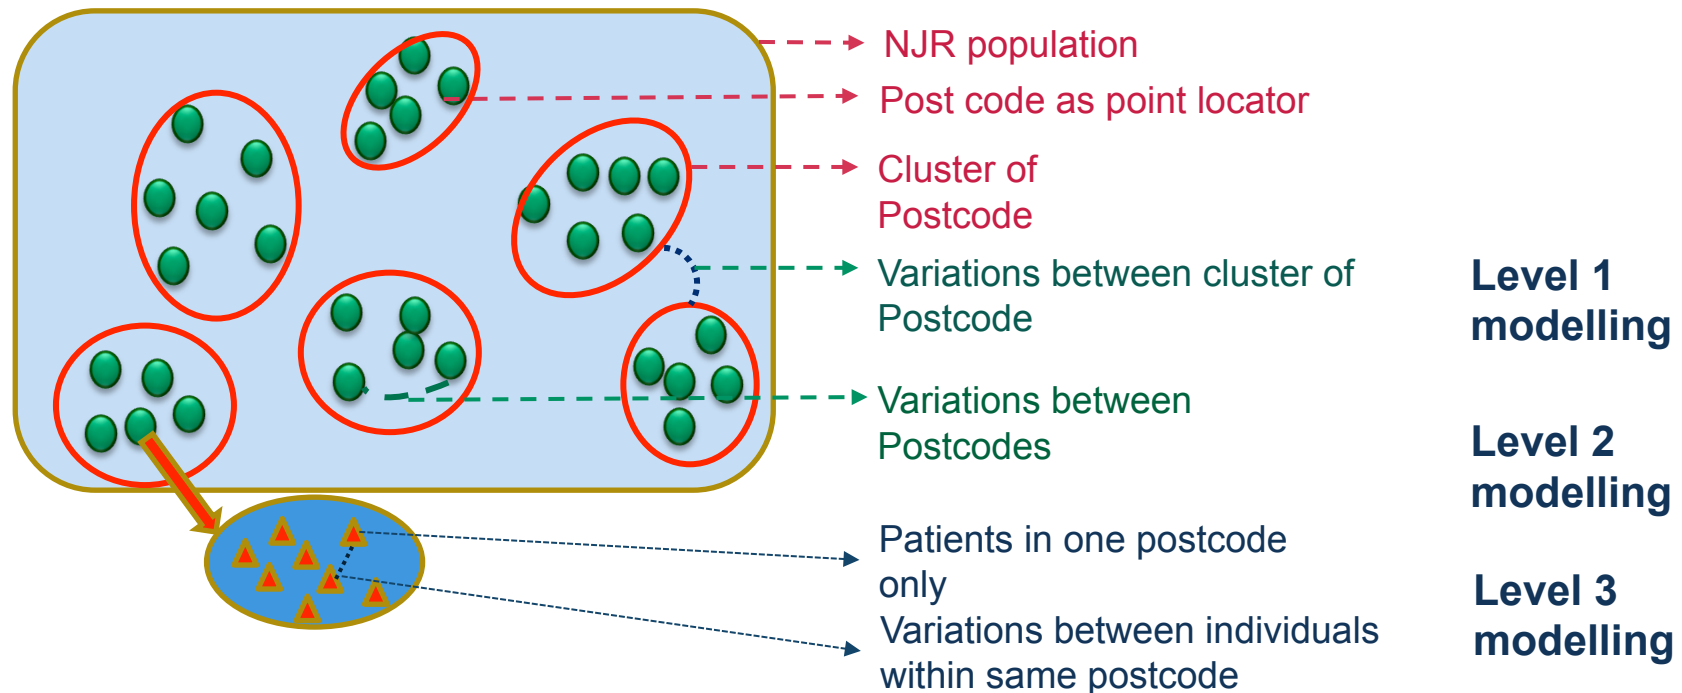 NJR population
Post code as point locator
Cluster of
Postcode
Variations between cluster of
Postcode
Level 1
modelling
Variations between
Postcodes
Level 2
modelling
Patients in one postcode
only
Variations between individuals
within same postcode
Level 3
modelling